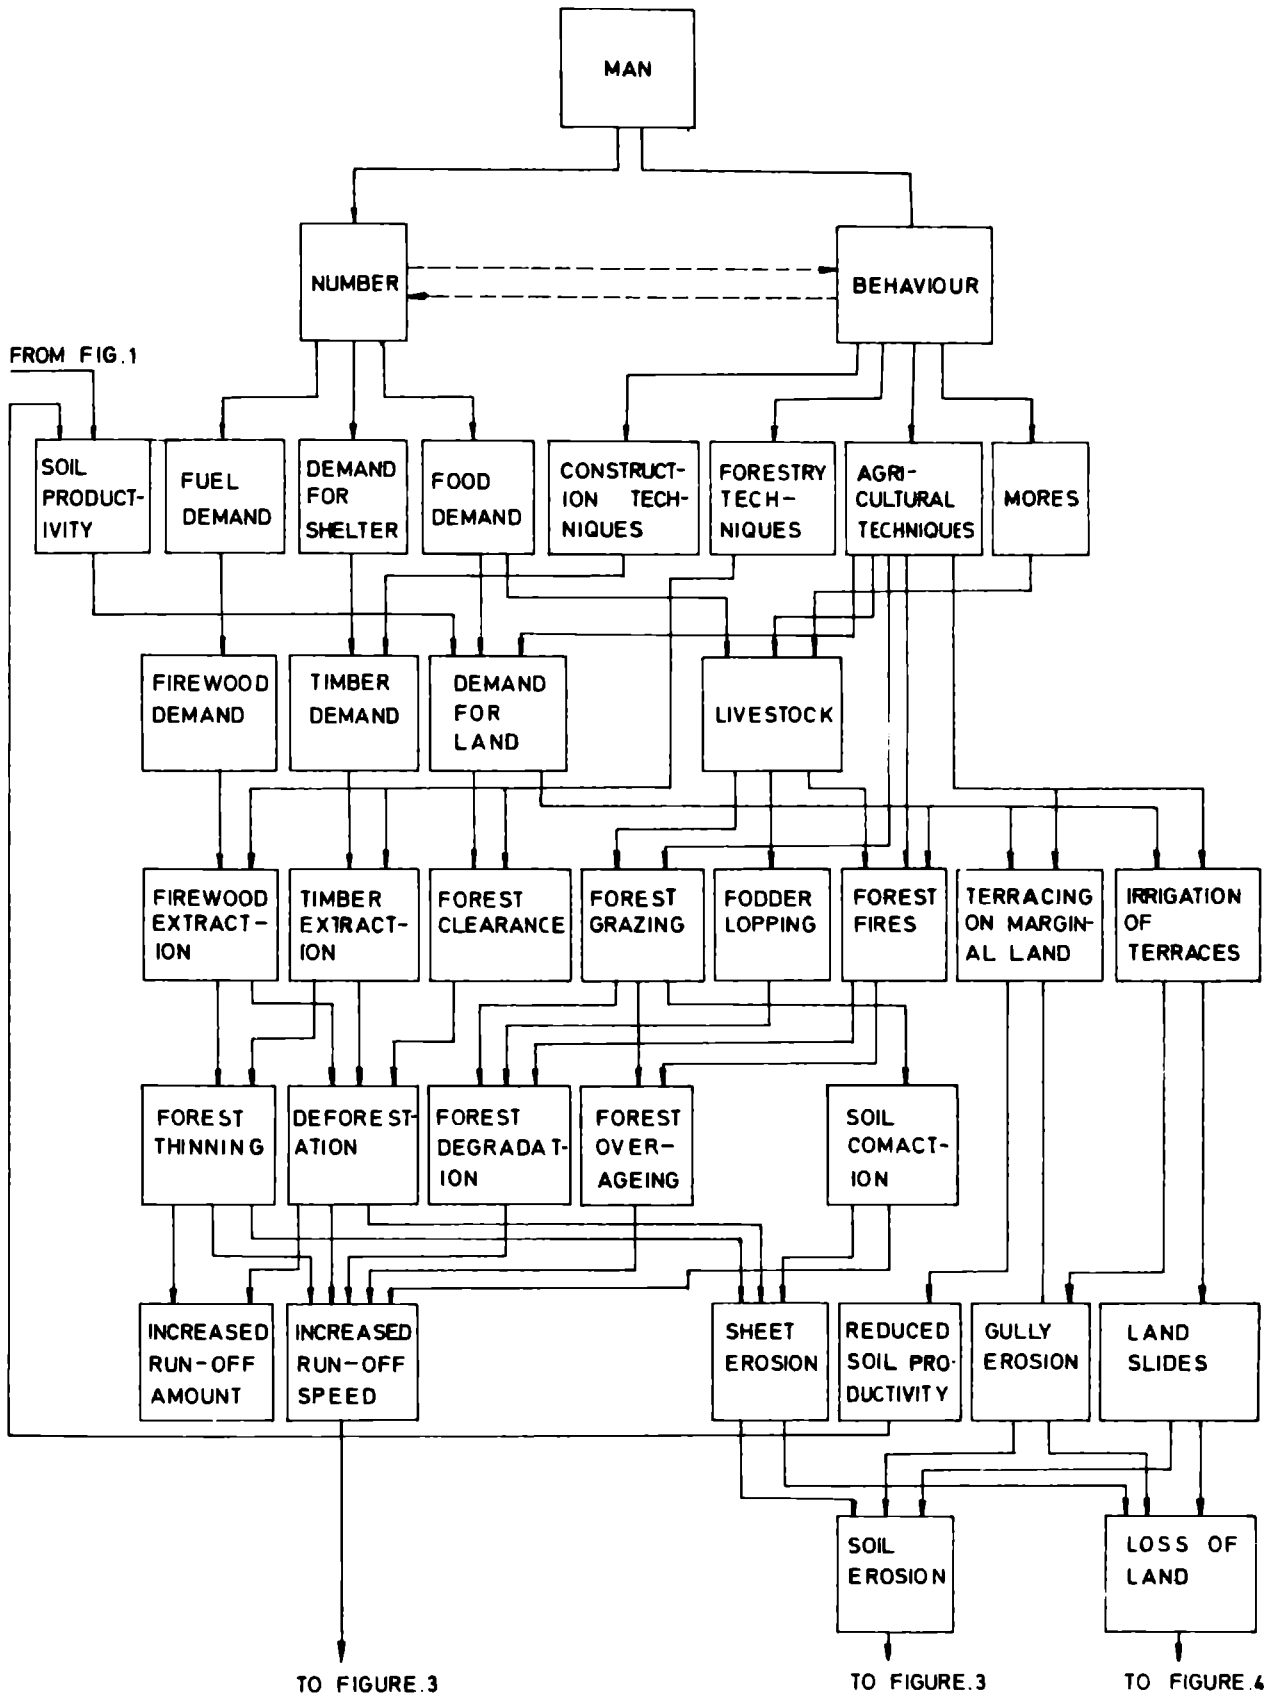 MAN
NUMBER
BEHAVIOUR
FROM FIG.1
SOIL
PRODUCT-
IVITY
FUEL
DEMAND
DEMAND
FOR
SHELTER
FOOD
DEMAND
CONSTRUCT-
ION TECH-
NIQUES
FORESTRY
TECH-
NIQUES
AGRI-
CULTURAL
TECHNIQUES
MORES
FIREWOOD
DEMAND
TIMBER
DEMAND
DEMAND
FOR
LAND
LIVESTOCK
FIREWOOD
EXTRACT-
ION
TIMBER
EXTRACT-
ION
FOREST
CLEARANCE
FOREST
GRAZING
FODDER
LOPPING
FOREST
FIRES
TERRACING
ON MARGIN-
AL LAND
IRRIGATION
OF
TERRACES
FOREST
THINNING
DEFOREST-
ATION
FOREST
DEGRADAT-
ION
FOREST
OVER-
AGEING
SOIL
COMACT-
ION
INCREASED
RUN-OFF
AMOUNT
INCREASED
RUN-OFF
SPEED
SHEET
EROSION
REDUCED
SOIL PRO-
DUCTIVITY
GULLY
EROSION
LAND
SLIDES
SOIL
EROSION
LOSS OF
LAND
TO FIGURE.3
TO FIGURE.3
TO FIGURE.4